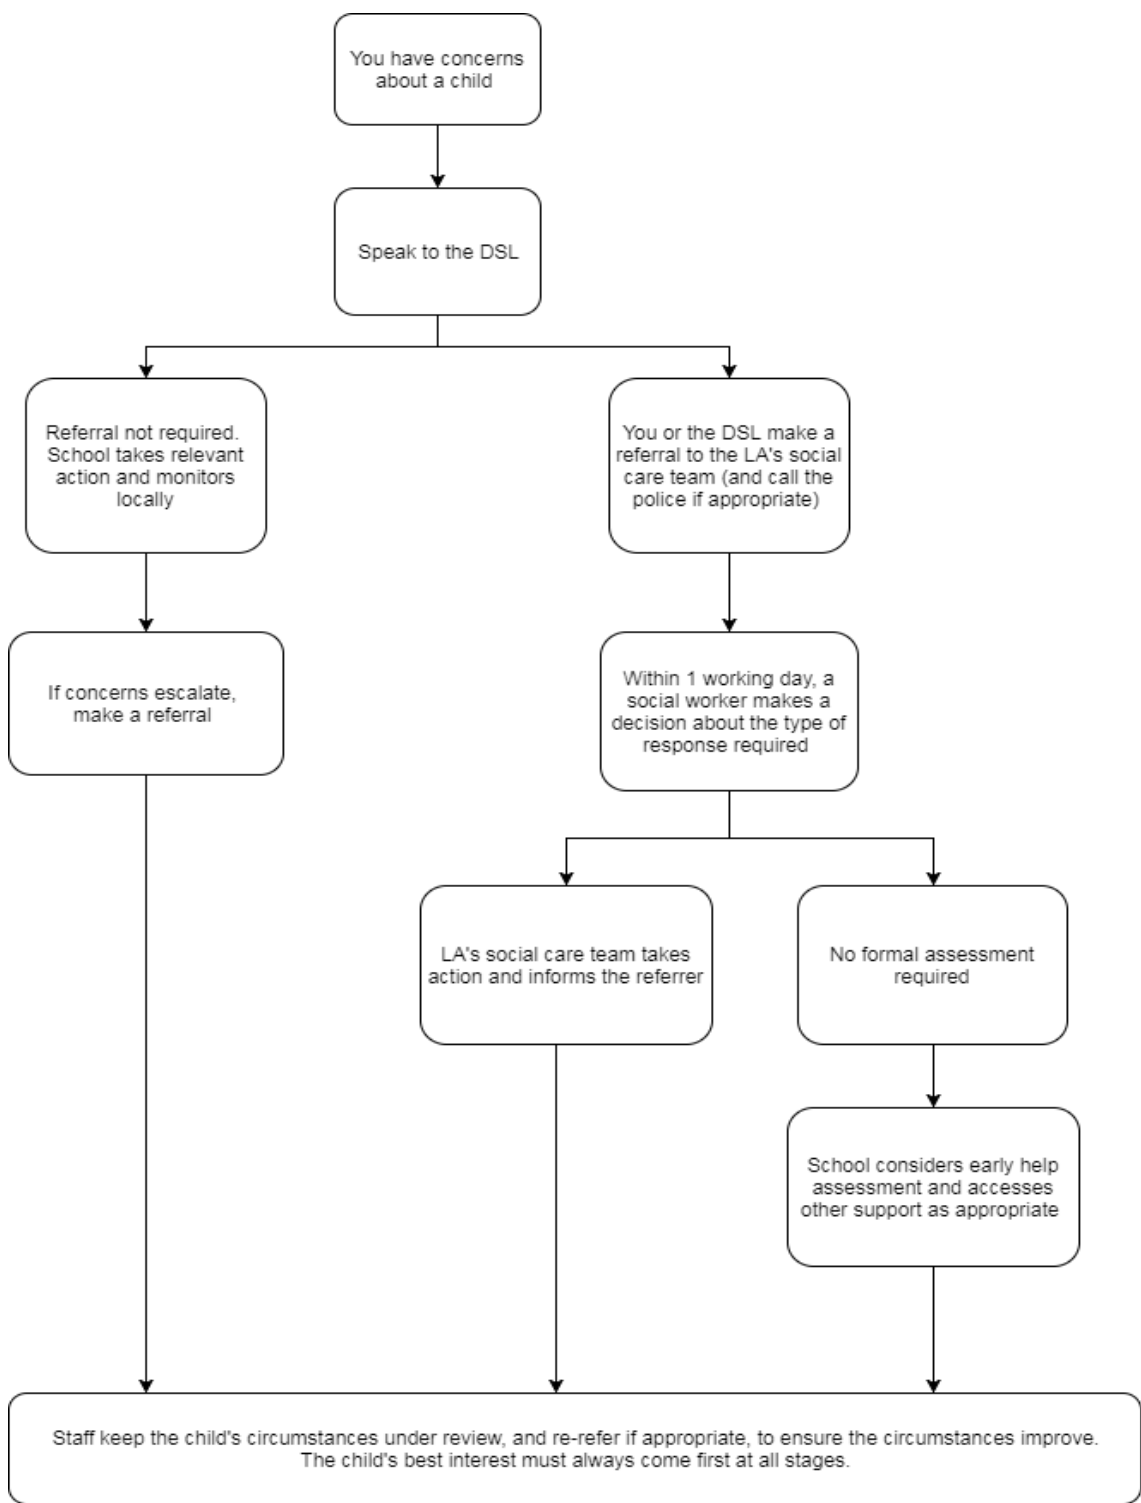 You have concerns
about a child
Speak to the DSL
Referral not required.
School takes relevant
action and monitors
locally
You or the DSL make a
referral to the LA's social
care team (and call the
police if appropriate)
If concerns escalate,
make a referral
Within 1 working day, a
social worker makes a
decision about the type of
response required
LA's social care team takes
action and informs the referrer
No formal assessment
required
School considers early help
assessment and accesses
other support as appropriate
Staff keep the child's circumstances under review, and re-refer if appropriate, to ensure the circumstances improve.
The child's best interest must always come first at all stages.